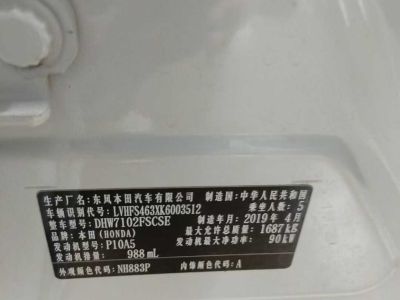 生产厂名：东风本田汽车有限公司 制造国：中华人民共和国
车辆识别代号：LVHFS463XK6003512 乘坐人数：5
整车型号：DHW7102FSCSE 制造年月：2019年4月
品牌：本田（HONDA） 最大允许总质量：1687kg
发动机型号：P10A5 发动机最大净功率：90kW
发动机排量：988mL
外观颜色代码：NH883P 内饰颜色代码：A